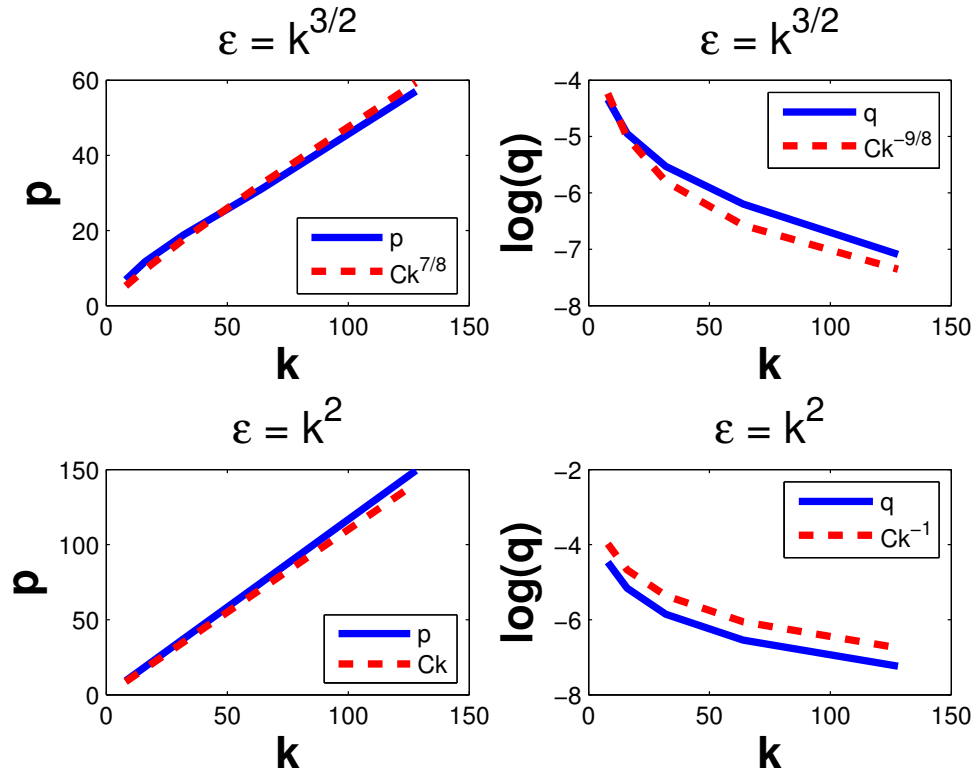 ε = k^{3/2}
60
40
20
0
0
50
100
150
p
k
p
Ck^{7/8}
ε = k^{3/2}
−4
−5
−6
−7
−8
0
50
100
150
log(q)
k
q
Ck^{−9/8}
ε = k^{2}
150
100
50
0
0
50
100
150
p
k
p
Ck
ε = k^{2}
−2
−4
−6
−8
0
50
100
150
log(q)
k
q
Ck^{−1}